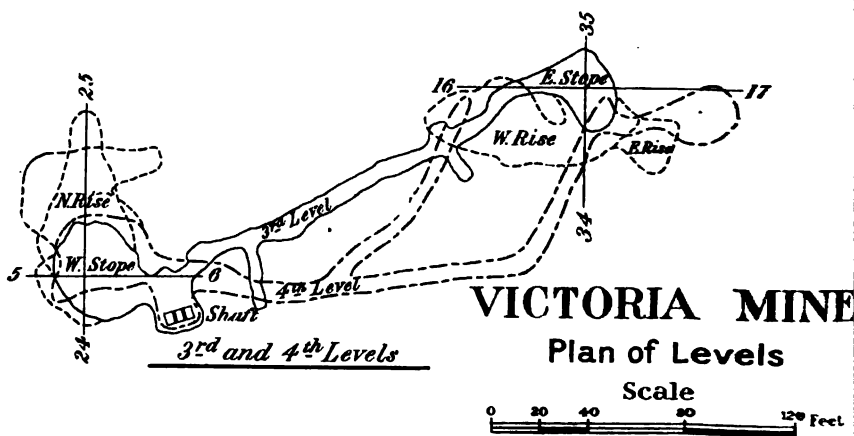 35
16
E. Stope
17
25
W. Rise
E. Rise
N. Rise
3rd Level
34
5
W. Stope
6
4th Level
Shaft
24
3rd and 4th Levels
VICTORIA MINE
Plan of Levels
Scale
0 20 40 80 120 Feet